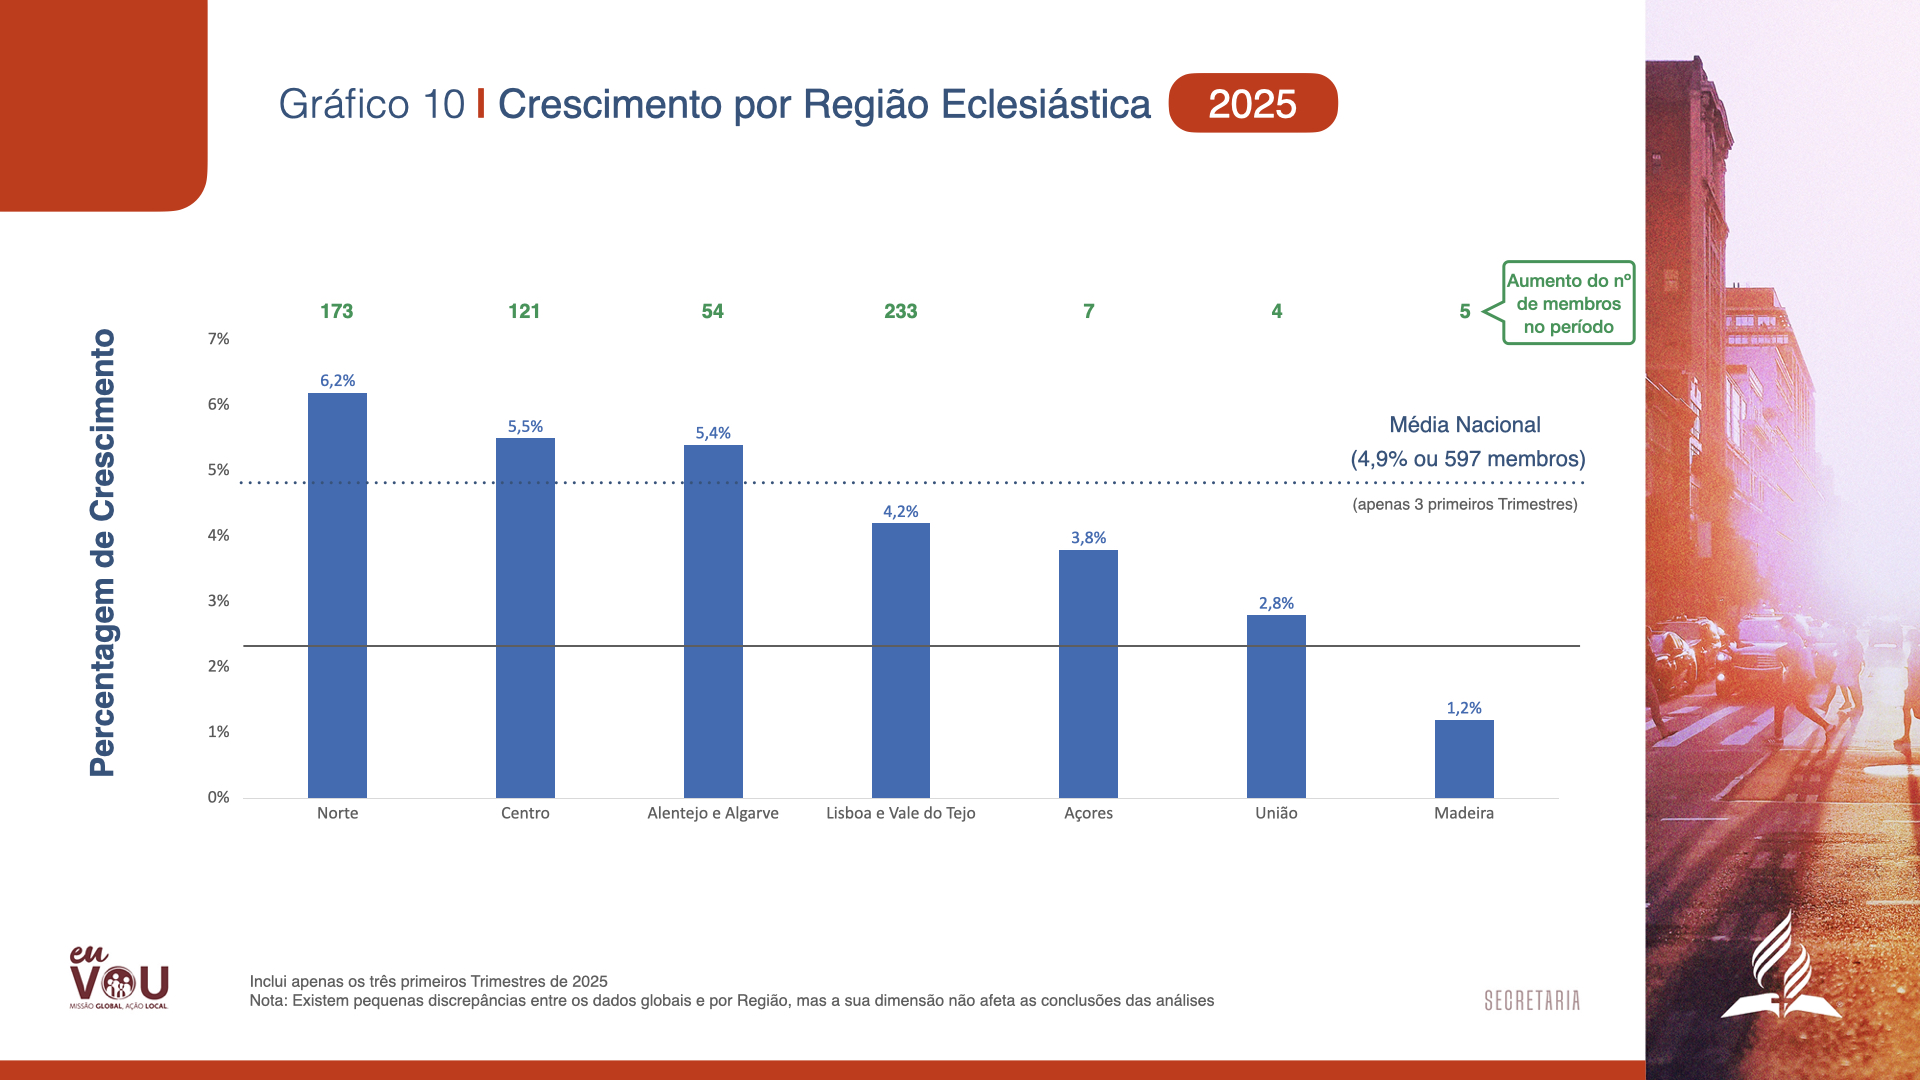 Gráfico 10 I Crescimento por Região Eclesiástica 2025
Aumento do nº
de membros
no período
173 121 54 233 7 4 5
Percentagem de Crescimento
7%
6%
5%
4%
3%
2%
1%
0%
6,2%
5,5%
5,4%
4,2%
3,8%
2,8%
1,2%
Média Nacional
(4,9% ou 597 membros)
(apenas 3 primeiros Trimestres)
Norte Centro Alentejo e Algarve Lisboa e Vale do Tejo Açores União Madeira
eu
VOU
MISSÃO GLOBAL, AÇÃO LOCAL
Inclui apenas os três primeiros Trimestres de 2025
Nota: Existem pequenas discrepâncias entre os dados globais e por Região, mas a sua dimensão não afeta as conclusões das análises
SECRETARIA